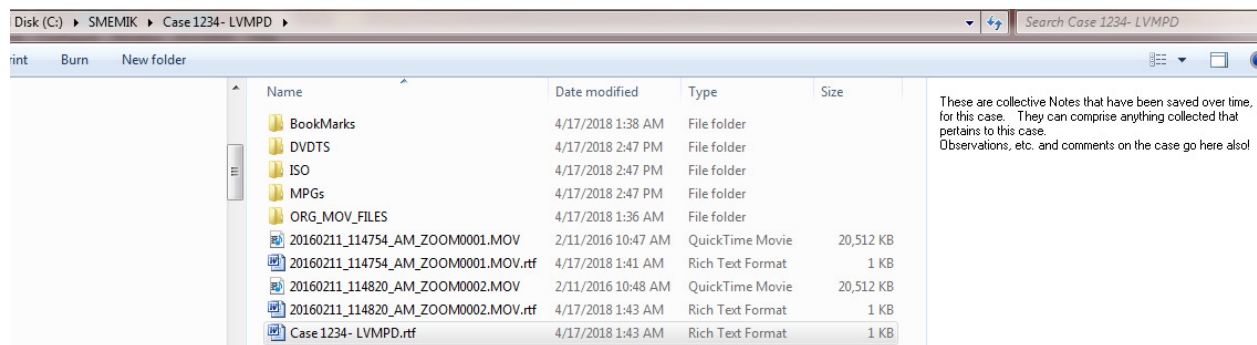 Disk (C:) ▸ SMEMIK ▸ Case 1234- LVMPD ▸ Search Case 1234- LVMPD
int Burn New folder
Name Date modified Type Size
BookMarks 4/17/2018 1:38 AM File folder
DVDTS 4/17/2018 2:47 PM File folder
ISO 4/17/2018 2:47 PM File folder
MPGs 4/17/2018 2:47 PM File folder
ORG_MOV_FILES 4/17/2018 1:36 AM File folder
20160211_114754_AM_ZOOM0001.MOV 2/11/2016 10:47 AM QuickTime Movie 20,512 KB
20160211_114754_AM_ZOOM0001.MOV.rtf 4/17/2018 1:41 AM Rich Text Format 1 KB
20160211_114820_AM_ZOOM0002.MOV 2/11/2016 10:48 AM QuickTime Movie 20,512 KB
20160211_114820_AM_ZOOM0002.MOV.rtf 4/17/2018 1:43 AM Rich Text Format 1 KB
Case 1234- LVMPD.rtf 4/17/2018 1:43 AM Rich Text Format 1 KB
These are collective Notes that have been saved over time,
for this case. They can comprise anything collected that
pertains to this case.
Observations, etc. and comments on the case go here also!